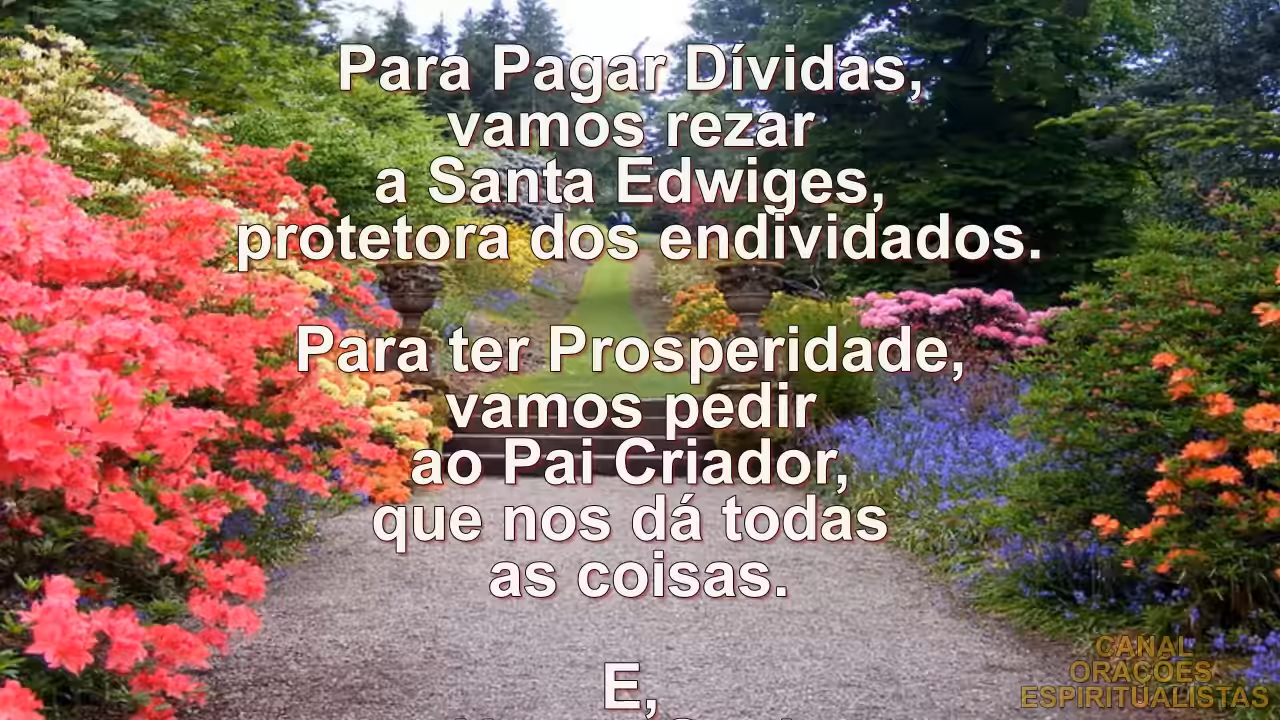 Para Pagar Dívidas,
vamos rezar
a Santa Edwiges,
protetora dos endividados.
Para ter Prosperidade,
vamos pedir
ao Pai Criador,
que nos dá todas
as coisas.
E,
CANAL
ORAÇÕES
ESPIRITUALISTAS